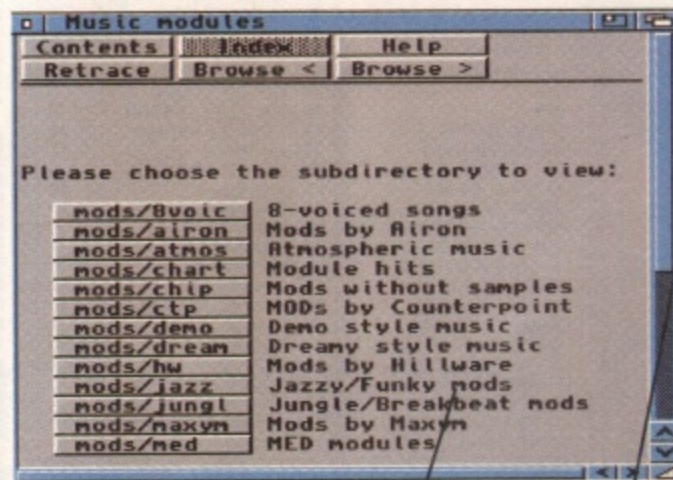 Music modules
Contents Index Help
Retrace Browse < Browse >
Please choose the subdirectory to view:
mods/8voic 8-voiced songs
mods/airon Mods by Airon
mods/atmos Atmospheric music
mods/chart Module hits
mods/chip Mods without samples
mods/ctp MODs by Counterpoint
mods/demo Demo style music
mods/dream Dreamy style music
mods/hw Mods by Hillware
mods/jazz Jazzy/Funky mods
mods/jungl Jungle/Breakbeat mods
mods/maxym Mods by Maxym
mods/med MED modules